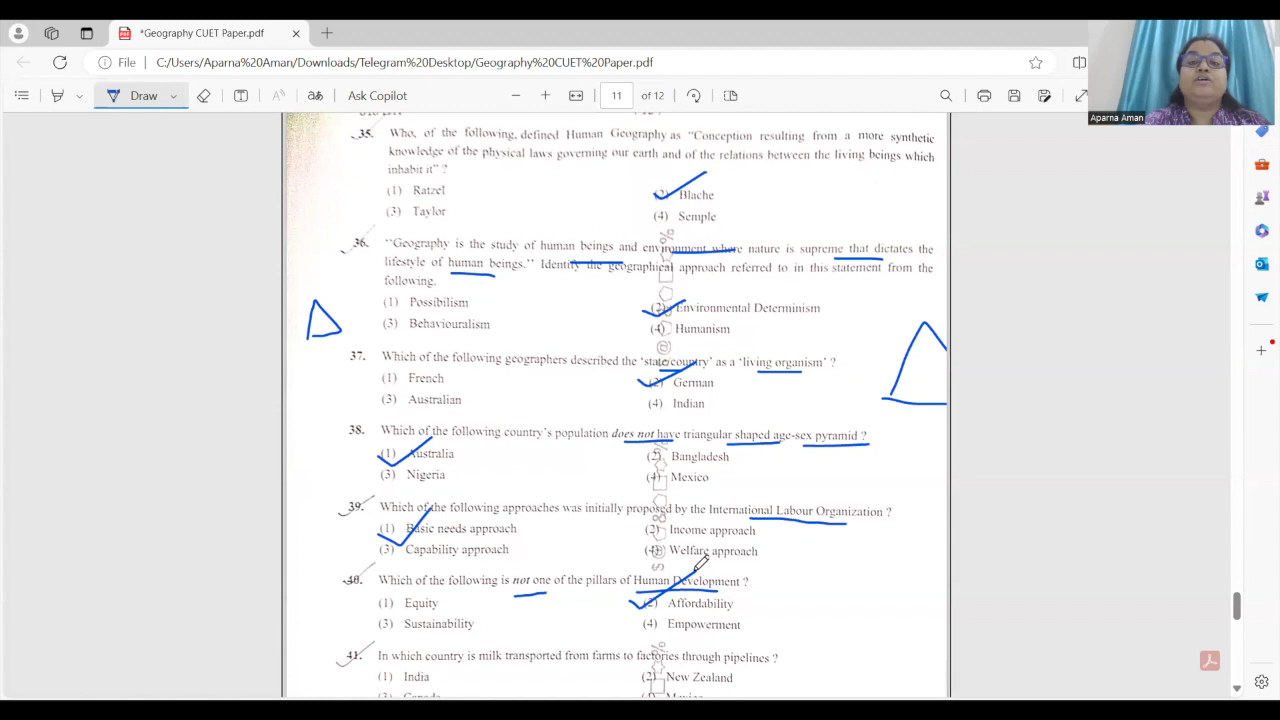 *Geography CUET Paper.pdf
File C:/Users/Aparna%20Aman/Downloads/Telegram%20Desktop/Geography%20CUET%20Paper.pdf
Draw Ask Copilot 11 of 12
Aparna Aman
35. Who, of the following, defined Human Geography as "Conception resulting from a more synthetic
knowledge of the physical laws governing our earth and of the relations between the living beings which
inhabit it" ?
(1) Ratzel (2) Blache
(3) Taylor (4) Semple
36. "Geography is the study of human beings and environment where nature is supreme that dictates the
lifestyle of human beings." Identify the geographical approach referred to in this statement from the
following.
(1) Possibilism (2) Environmental Determinism
(3) Behaviouralism (4) Humanism
37. Which of the following geographers described the 'state/country' as a 'living organism' ?
(1) French (2) German
(3) Australian (4) Indian
38. Which of the following country's population does not have triangular shaped age-sex pyramid ?
(1) Australia (2) Bangladesh
(3) Nigeria (4) Mexico
39. Which of the following approaches was initially proposed by the International Labour Organization ?
(1) Basic needs approach (2) Income approach
(3) Capability approach (4) Welfare approach
40. Which of the following is not one of the pillars of Human Development ?
(1) Equity (2) Affordability
(3) Sustainability (4) Empowerment
41. In which country is milk transported from farms to factories through pipelines ?
(1) India (2) New Zealand
(3) Canada Mexico